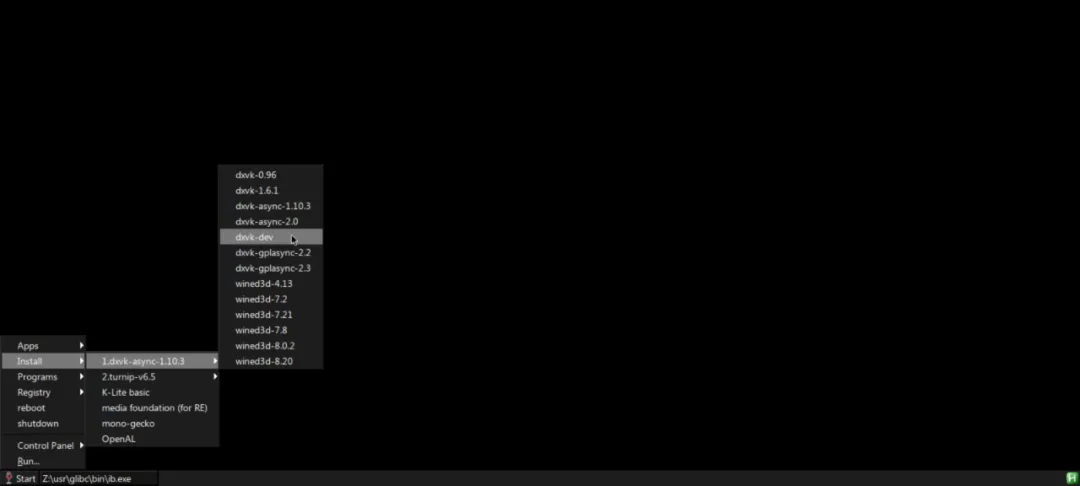 dxvk-0.96
dxvk-1.6.1
dxvk-async-1.10.3
dxvk-async-2.0
dxvk-dev
dxvk-gplasync-2.2
dxvk-gplasync-2.3
wined3d-4.13
wined3d-7.2
wined3d-7.21
wined3d-7.8
wined3d-8.0.2
wined3d-8.20
Apps
Install
Programs
Registry
reboot
shutdown
Control Panel
Run...
1.dxvk-async-1.10.3
2.turnip-v6.5
K-Lite basic
media foundation (for RE)
mono-gecko
OpenAL
Start Z:\usr\glibc\bin\ib.exe
H